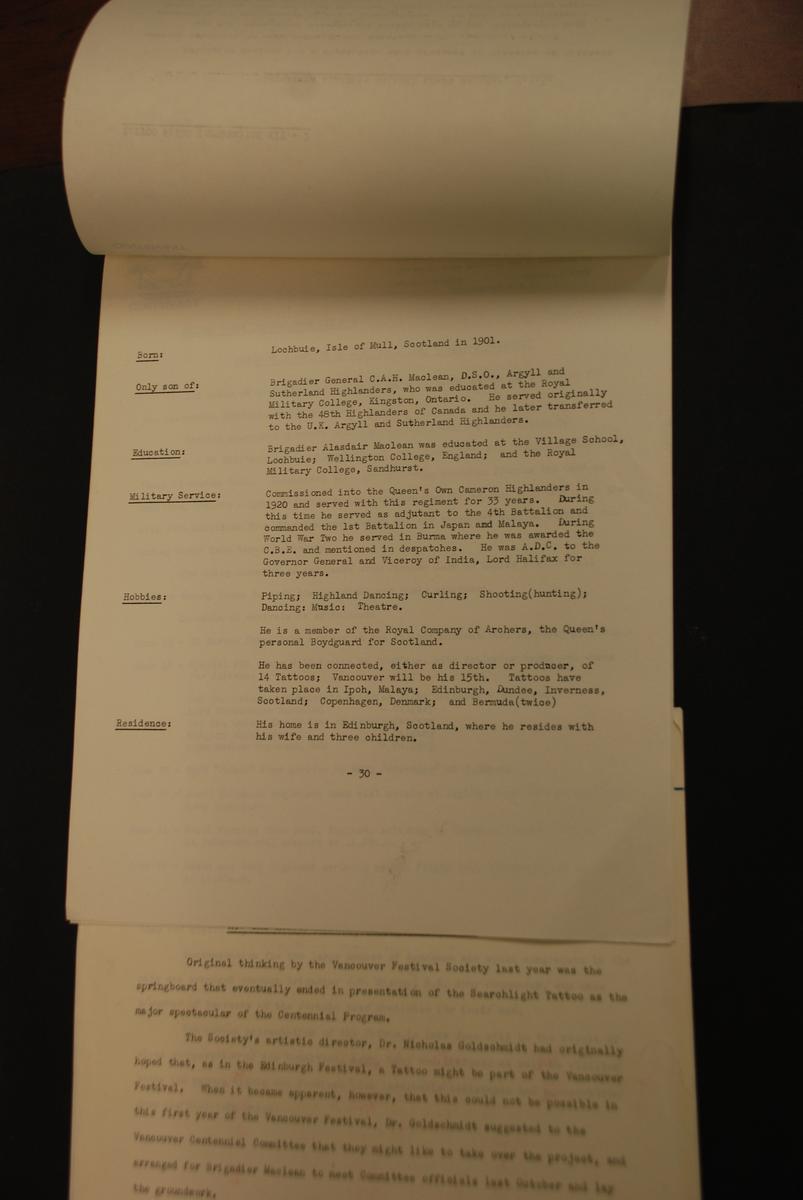 Born:
Lochbuie, Isle of Mull, Scotland in 1901.
Only son of:
Brigadier General C.A.H. Maclean, D.S.O., Argyll and
Sutherland Highlanders, who was educated at the Royal
Military College, Kingston, Ontario. He served originally
with the 48th Highlanders of Canada and he later transferred
to the U.K. Argyll and Sutherland Highlanders.
Education:
Brigadier Alasdair Maclean was educated at the Village School,
Lochbuie; Wellington College, England; and the Royal
Military College, Sandhurst.
Military Service:
Commissioned into the Queen's Own Cameron Highlanders in
1920 and served with this regiment for 33 years. During
this time he served as adjutant to the 4th Battalion and
commanded the 1st Battalion in Japan and Malaya. During
World War Two he served in Burma where he was awarded the
C.B.E. and mentioned in despatches. He was A.D.C. to the
Governor General and Viceroy of India, Lord Halifax for
three years.
Hobbies:
Piping; Highland Dancing; Curling; Shooting(hunting);
Dancing: Music: Theatre.
He is a member of the Royal Company of Archers, the Queen's
personal Boydguard for Scotland.
He has been connected, either as director or producer, of
14 Tattoos; Vancouver will be his 15th. Tattoos have
taken place in Ipoh, Malaya; Edinburgh, Dundee, Inverness,
Scotland; Copenhagen, Denmark; and Bermuda(twice)
Residence:
His home is in Edinburgh, Scotland, where he resides with
his wife and three children.
- 30 -
Original thinking by the Vancouver Festival Society last year was the
springboard that eventually ended in presentation of the Searchlight Tattoo as the
major spectacular of the Centennial Program.
The Society's artistic director, Dr. Nicholas Goldschmidt had originally
hoped that, as in the Edinburgh Festival, a Tattoo might be part of the Vancouver
Festival. When it became apparent, however, that this could not be possible in
this first year of the Vancouver Festival, Dr. Goldschmidt suggested to the
Vancouver Centennial Committee that they might like to take over the project, and
arranged for Brigadier Maclean to meet Committee officials last October and lay
the groundwork.